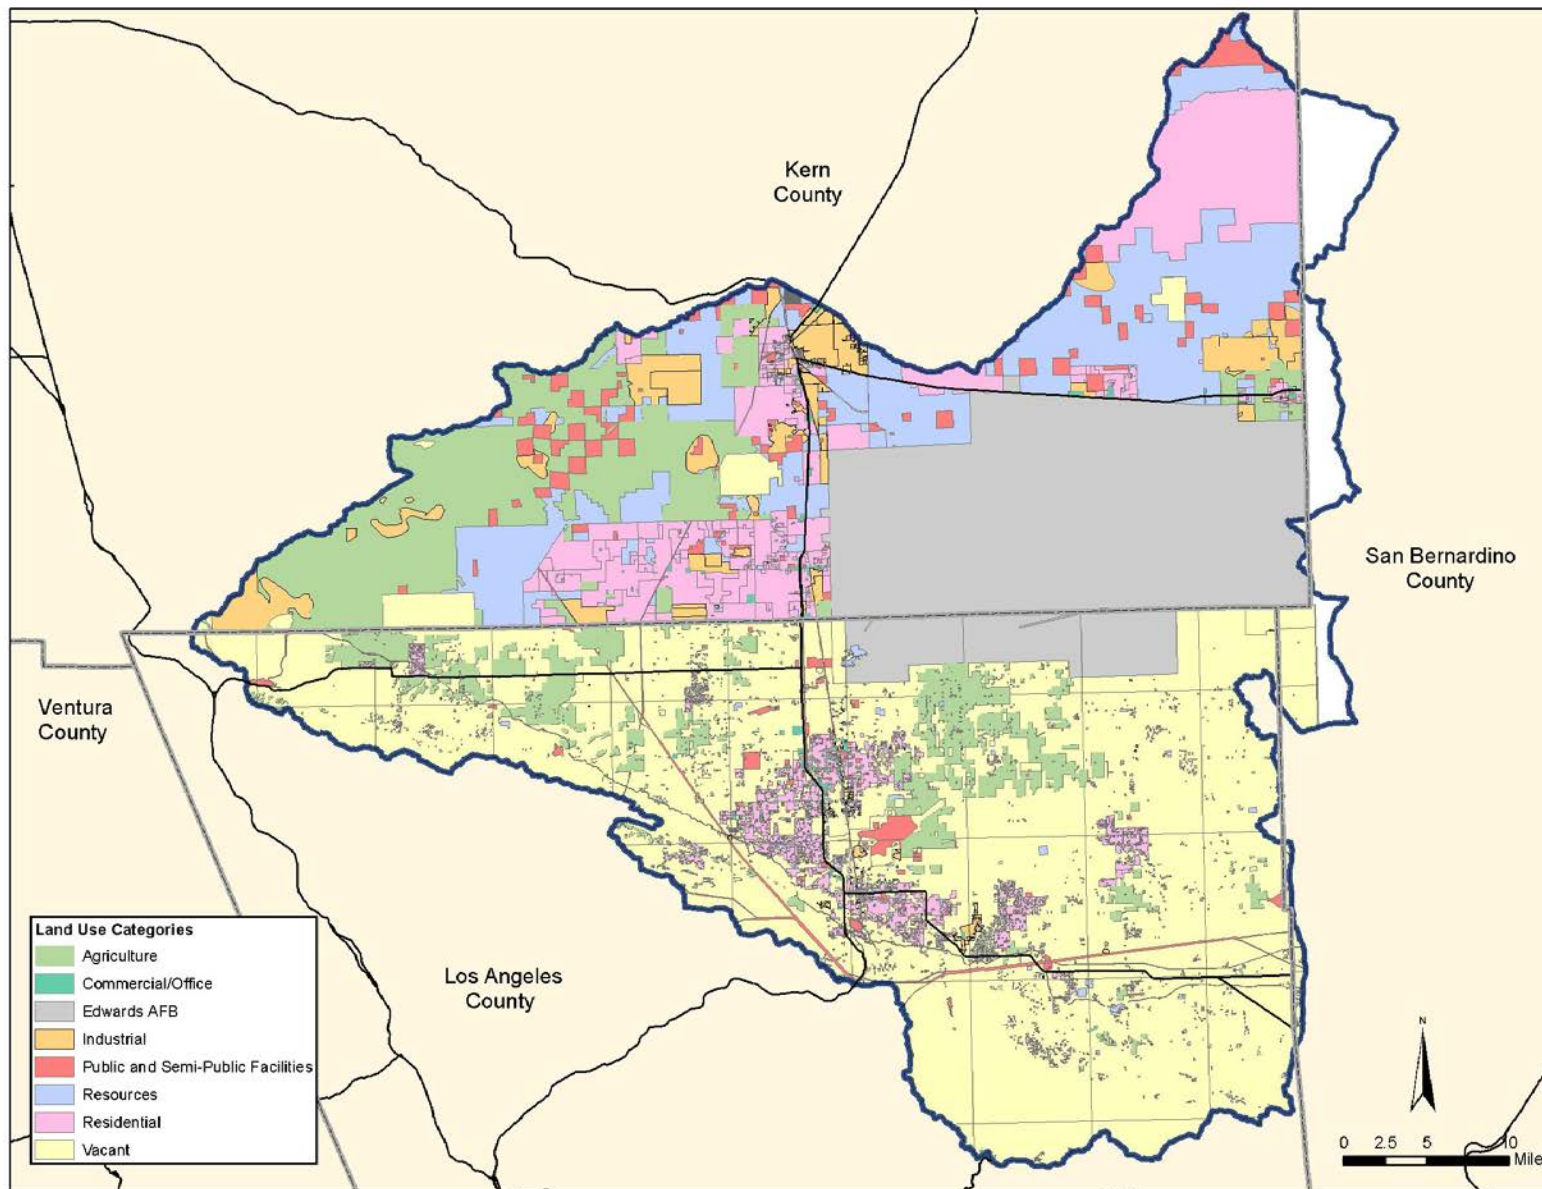 Kern
County
San Bernardino
County
Ventura
County
Los Angeles
County
Land Use Categories
Agriculture
Commercial/Office
Edwards AFB
Industrial
Public and Semi-Public Facilities
Resources
Residential
Vacant
N
0 2.5 5 10
Mile